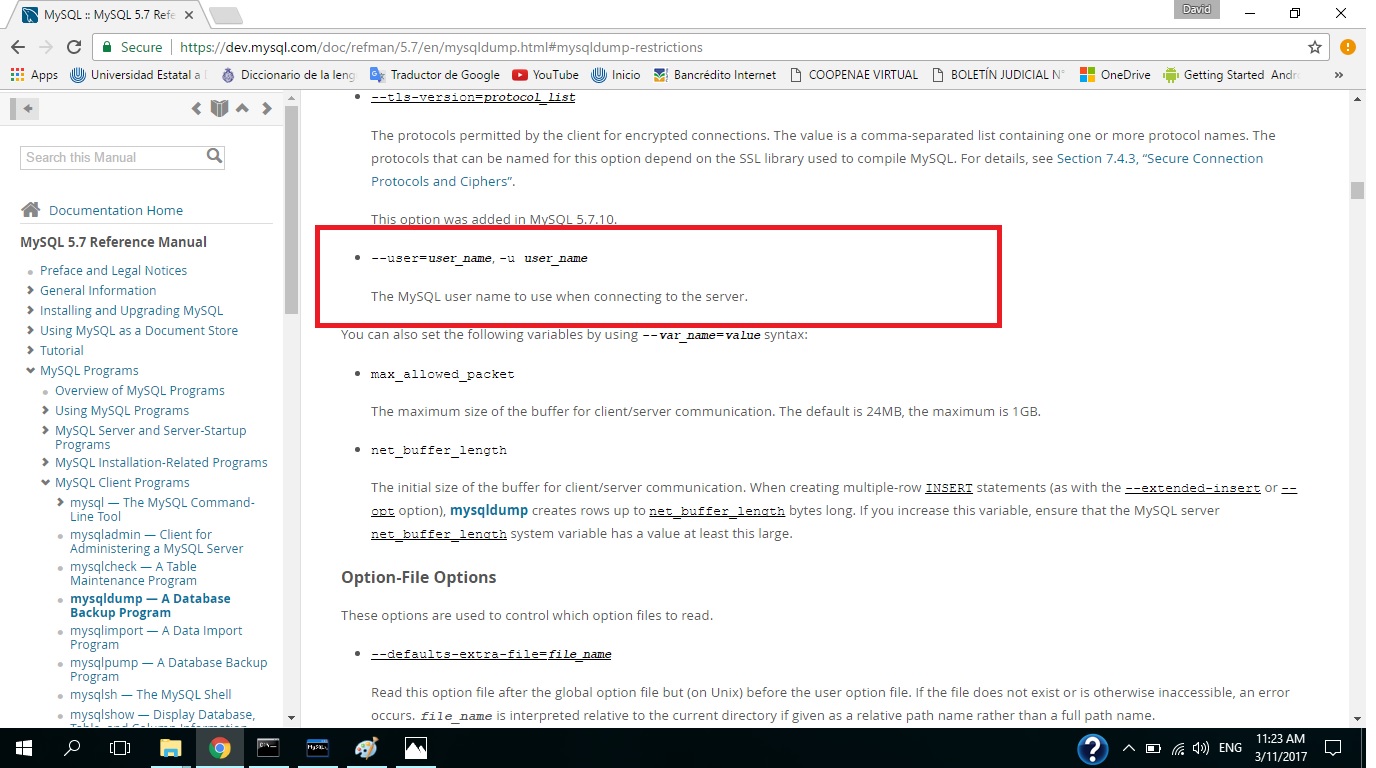 MySQL :: MySQL 5.7 Refe
David
Secure
https://dev.mysql.com/doc/refman/5.7/en/mysqldump.html#mysqldump-restrictions
Apps
Universidad Estatal a
Diccionario de la leng
Traductor de Google
YouTube
Inicio
Bancrédito Internet
COOPENAE VIRTUAL
BOLETÍN JUDICIAL N°
OneDrive
Getting Started Andr
»
Search this Manual
Documentation Home
MySQL 5.7 Reference Manual
Preface and Legal Notices
General Information
Installing and Upgrading MySQL
Using MySQL as a Document Store
Tutorial
MySQL Programs
Overview of MySQL Programs
Using MySQL Programs
MySQL Server and Server-Startup
Programs
MySQL Installation-Related Programs
MySQL Client Programs
mysql — The MySQL Command-
Line Tool
mysqladmin — Client for
Administering a MySQL Server
mysqlcheck — A Table
Maintenance Program
mysqldump — A Database
Backup Program
mysqlimport — A Data Import
Program
mysqlpump — A Database Backup
Program
mysqlsh — The MySQL Shell
mysqlshow — Display Database,
Table, and Column Information
--tls-version=protocol_list
The protocols permitted by the client for encrypted connections. The value is a comma-separated list containing one or more protocol names. The
protocols that can be named for this option depend on the SSL library used to compile MySQL. For details, see Section 7.4.3, “Secure Connection
Protocols and Ciphers”.
This option was added in MySQL 5.7.10.
--user=user_name, -u user_name
The MySQL user name to use when connecting to the server.
You can also set the following variables by using --var_name=value syntax:
max_allowed_packet
The maximum size of the buffer for client/server communication. The default is 24MB, the maximum is 1GB.
net_buffer_length
The initial size of the buffer for client/server communication. When creating multiple-row INSERT statements (as with the --extended-insert or --
opt option), mysqldump creates rows up to net_buffer_length bytes long. If you increase this variable, ensure that the MySQL server
net_buffer_length system variable has a value at least this large.
Option-File Options
These options are used to control which option files to read.
--defaults-extra-file=file_name
Read this option file after the global option file but (on Unix) before the user option file. If the file does not exist or is otherwise inaccessible, an error
occurs. file_name is interpreted relative to the current directory if given as a relative path name rather than a full path name.
ENG
11:23 AM
3/11/2017